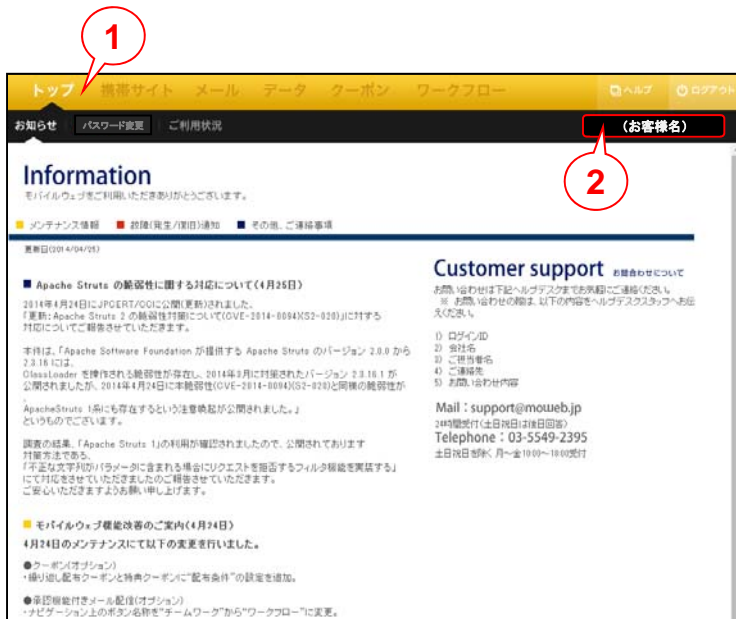 1
トップ 携帯サイト メール データ クーポン ワークフロー ヘルプ ログアウト
お知らせ パスワード変更 ご利用状況 (お客様名)
2
Information
モバイルウェブをご利用いただきありがとうございます。
メンテナンス情報 故障(発生/復旧)通知 その他、ご連絡事項
更新日(2014/04/25)
Apache Struts の脆弱性に関する対応について(4月25日)
2014年4月24日にJPCERT/CCに公開(更新)されました、
「更新:Apache Struts 2 の脆弱性対策について(CVE-2014-0094)(S2-020)」に対する
対応についてご報告させていただきます。
本件は、「Apache Software Foundation が提供する Apache Struts のバージョン 2.0.0 から
2.3.16 には、
ClassLoader を操作される脆弱性が存在し、2014年3月に対策されたバージョン 2.3.16.1 が
公開されましたが、2014年4月24日に本脆弱性(CVE-2014-0094)(S2-020)と同様の脆弱性が
、
ApacheStruts 1系にも存在するという注意喚起が公開されました。」
というものでございます。
調査の結果、「Apache Struts 1」の利用が確認されましたので、公開されております
対策方法である、
「不正な文字列がパラメータに含まれる場合にリクエストを拒否するフィルタ機能を実装する」
にて対応をさせていただきましたのご報告させていただきます。
ご安心いただきますようお願い申し上げます。
モバイルウェブ機能改善のご案内(4月24日)
4月24日のメンテナンスにて以下の変更を行いました。
●クーポン(オプション)
・繰り返し配布クーポンと特典クーポンに"配布条件"の設定を追加。
●承認機能付きメール配信(オプション)
・ナビゲーション上のボタン名称を"チームワーク"から"ワークフロー"に変更。
Customer support お問合わせについて
お問い合わせは下記ヘルプデスクまでお気軽にご連絡ください。
※ お問い合わせの際は、以下の内容をヘルプデスクスタッフへお伝
えください。
1) ログインID
2) 会社名
3) ご担当者名
4) ご連絡先
5) お問い合わせ内容
Mail : support@moweb.jp
24時間受付(土日祝日は後日回答)
Telephone : 03-5549-2395
土日祝日を除く 月~金10:00~18:00受付